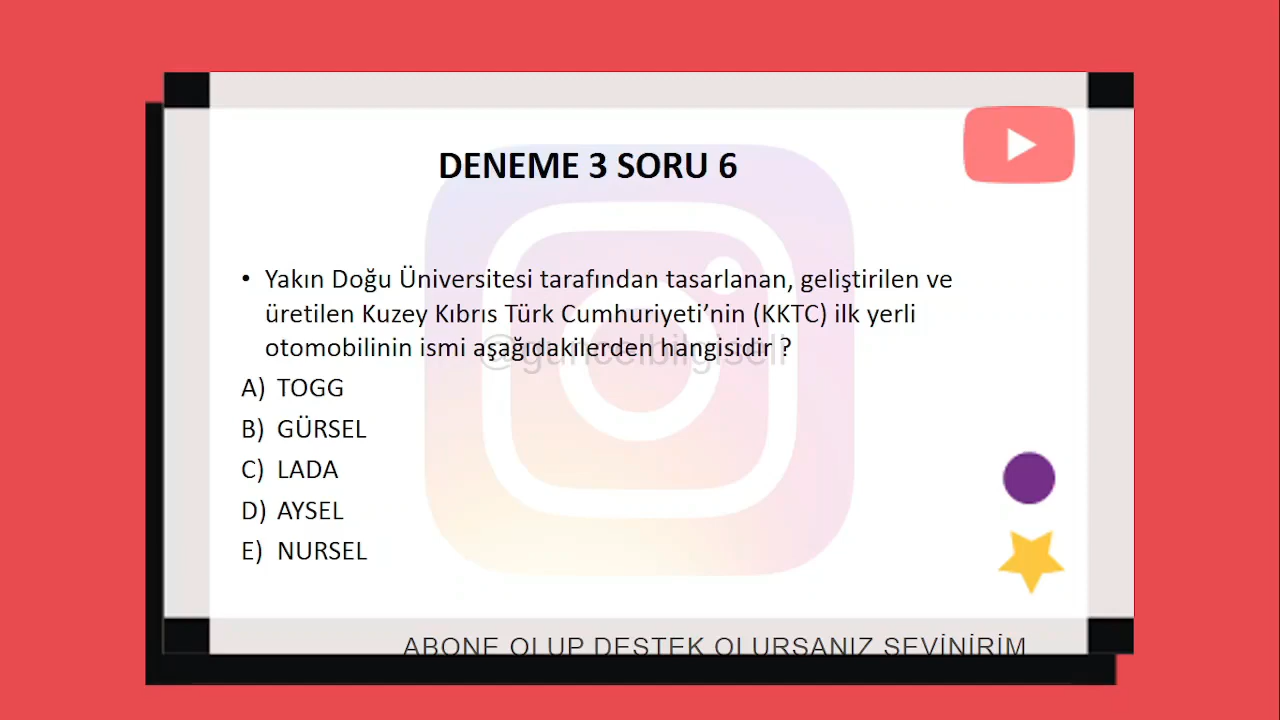 DENEME 3 SORU 6
• Yakın Doğu Üniversitesi tarafından tasarlanan, geliştirilen ve
üretilen Kuzey Kıbrıs Türk Cumhuriyeti’nin (KKTC) ilk yerli
otomobilinin ismi aşağıdakilerden hangisidir ?
@guncelbilgiseli
A) TOGG
B) GÜRSEL
C) LADA
D) AYSEL
E) NURSEL
ABONE OLUP DESTEK OLURSANIZ SEVİNİRİM